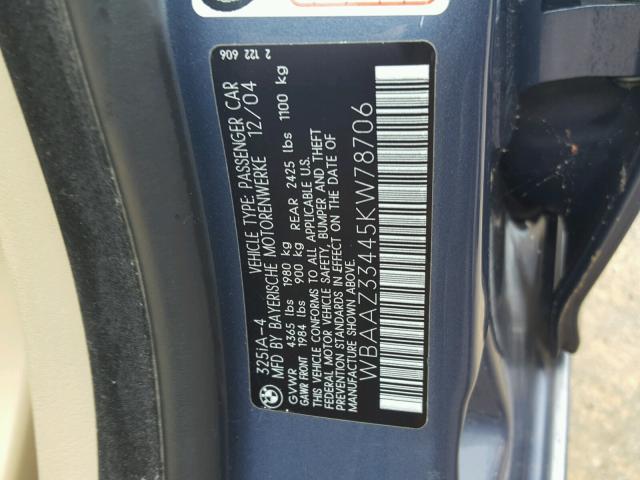 325iA-4 VEHICLE TYPE: PASSENGER CAR
MFD BY BAYERISCHE MOTORENWERKE 12/04
GVWR 4365 lbs 1980 kg
GAWR FRONT 1984 lbs 900 kg REAR 2425 lbs 1100 kg
THIS VEHICLE CONFORMS TO ALL APPLICABLE U.S.
FEDERAL MOTOR VEHICLE SAFETY, BUMPER AND THEFT
PREVENTION STANDARDS IN EFFECT ON THE DATE OF
MANUFACTURE SHOWN ABOVE.
WBAAZ33445KW78706
2 122 606